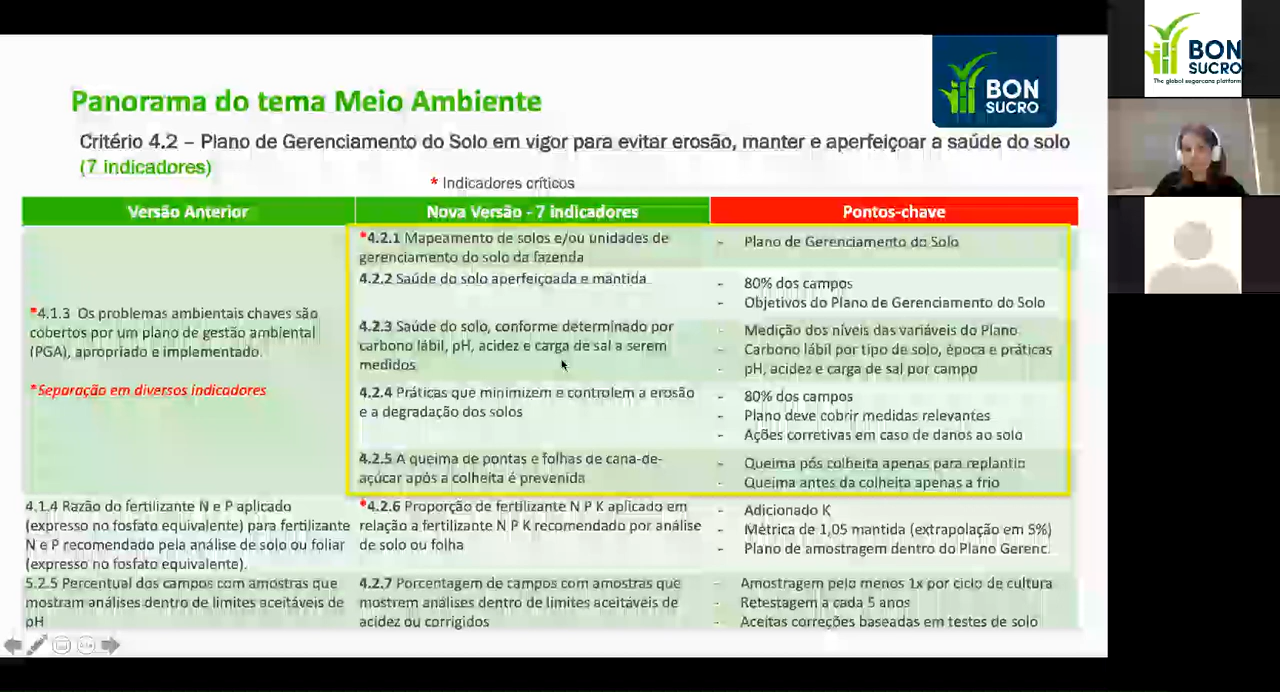 BON
SUCRO
Panorama do tema Meio Ambiente
Critério 4.2 – Plano de Gerenciamento do Solo em vigor para evitar erosão, manter e aperfeiçoar a saúde do solo
(7 indicadores)
* Indicadores críticos
Versão Anterior
Nova Versão - 7 indicadores
Pontos-chave
*4.1.3 Os problemas ambientais chaves são
cobertos por um plano de gestão ambiental
(PGA), apropriado e implementado.
*Separação em diversos indicadores
*4.2.1 Mapeamento de solos e/ou unidades de
gerenciamento do solo da fazenda
- Plano de Gerenciamento do Solo
4.2.2 Saúde do solo aperfeiçoada e mantida
- 80% dos campos
- Objetivos do Plano de Gerenciamento do Solo
4.2.3 Saúde do solo, conforme determinado por
carbono lábil, pH, acidez e carga de sal a serem
medidos
- Medição dos níveis das variáveis do Plano
- Carbono lábil por tipo de solo, época e práticas
- pH, acidez e carga de sal por campo
4.2.4 Práticas que minimizem e controlem a erosão
e a degradação dos solos
- 80% dos campos
- Plano deve cobrir medidas relevantes
- Ações corretivas em caso de danos ao solo
4.2.5 A queima de pontas e folhas de cana-de-
açúcar após a colheita é prevenida
- Queima pós colheita apenas para replantio
- Queima antes da colheita apenas a frio
4.1.4 Razão do fertilizante N e P aplicado
(expresso no fosfato equivalente) para fertilizante
N e P recomendado pela análise de solo ou foliar
(expresso no fosfato equivalente).
*4.2.6 Proporção de fertilizante N P K aplicado em
relação a fertilizante N P K recomendado por análise
de solo ou folha
- Adicionado K
- Métrica de 1,05 mantida (extrapolação em 5%)
- Plano de amostragem dentro do Plano Gerenc.
5.2.5 Percentual dos campos com amostras que
mostram análises dentro de limites aceitáveis de
pH
4.2.7 Porcentagem de campos com amostras que
mostrem análises dentro de limites aceitáveis de
acidez ou corrigidos
- Amostragem pelo menos 1x por ciclo de cultura
- Retestagem a cada 5 anos
- Aceitas correções baseadas em testes de solo
BON
SUCRO
The global sugarcane platform